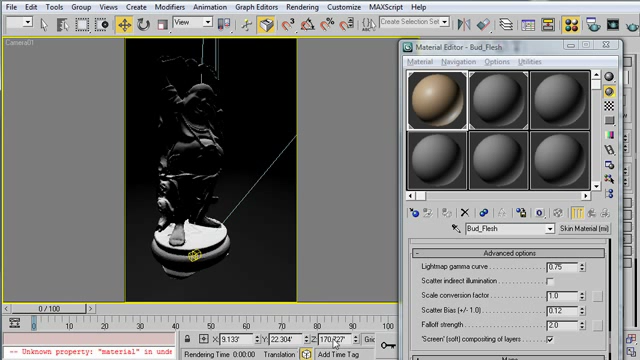 File Edit Tools Group Views Create Modifiers Animation Graph Editors Rendering Customize MAXScript Help
View
Create Selection Set
Camera01
Material Editor - Bud_Flesh
Material Navigation Options Utilities
Bud_Flesh
Skin Material (mi
Advanced options
Lightmap gamma curve 0.75
Scatter indirect illumination
Scale conversion factor 1.0
Scatter Bias (+/- 1.0) 0.12
Falloff strength 2.0
'Screen' (soft) compositing of layers
0 / 100
0 10 20 30 40 50 60 70 80 90 100
X: 9.133' Y: 22.304' Z: 170.727' Grid
-- Unknown property: "material" in unde
Rendering Time 0:00:00
Translation
Add Time Tag